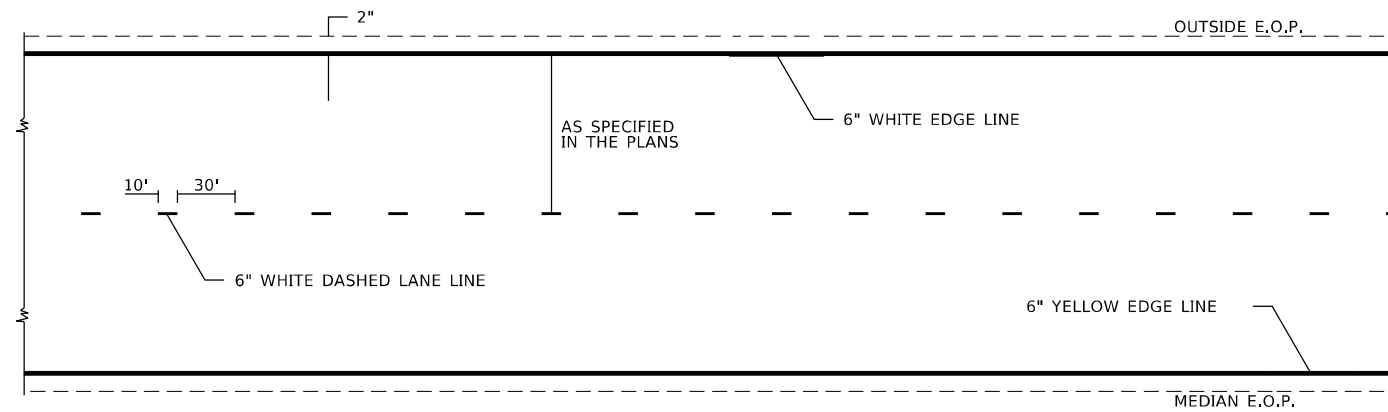 2"
OUTSIDE E.O.P.
6" WHITE EDGE LINE
AS SPECIFIED
IN THE PLANS
10'
30'
6" WHITE DASHED LANE LINE
6" YELLOW EDGE LINE
MEDIAN E.O.P.